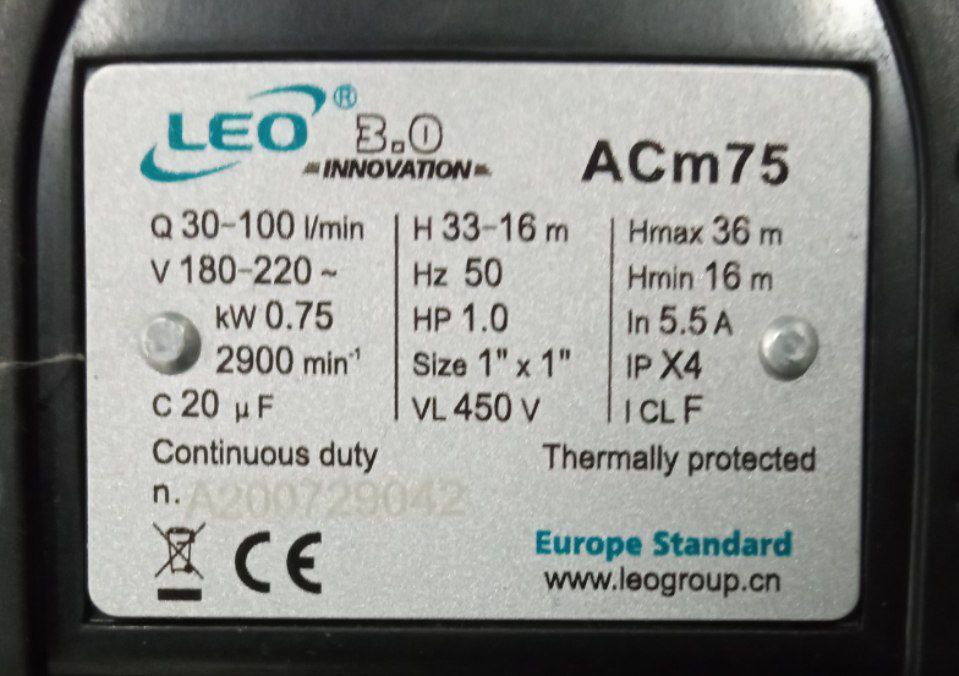 LEO® 3.0
INNOVATION
ACm75
Q 30-100 l/min
V 180-220 ~
kW 0.75
2900 min⁻¹
C 20 µF
H 33-16 m
Hz 50
HP 1.0
Size 1" x 1"
VL 450 V
Hmax 36 m
Hmin 16 m
In 5.5 A
IP X4
I CL F
Continuous duty
Thermally protected
n. A200729042
CE
Europe Standard
www.leogroup.cn